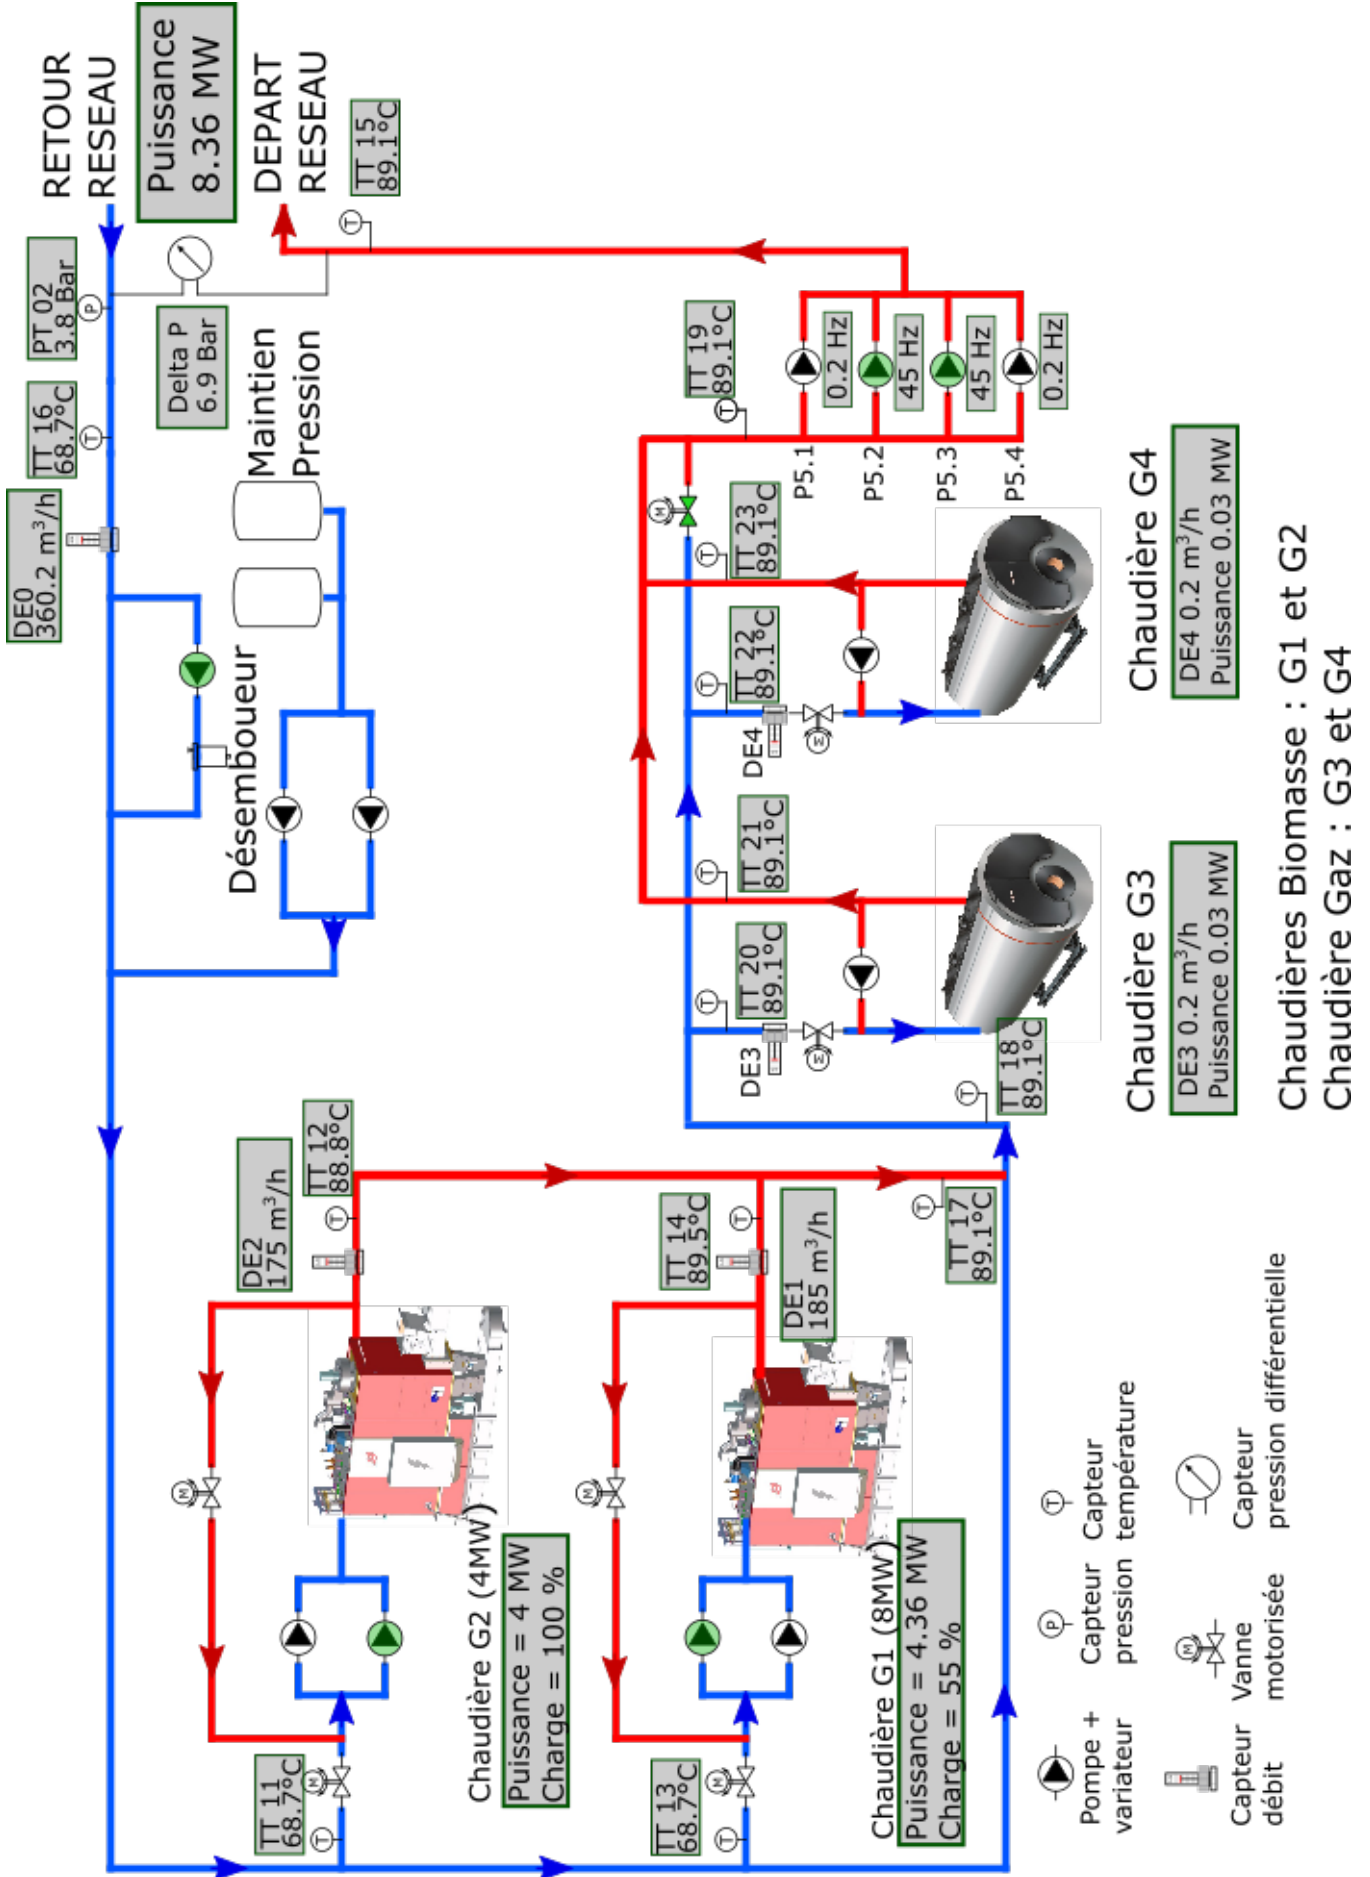 RETOUR
RESEAU
Puissance
8.36 MW
DEPART
RESEAU
TT 15
89.1°C
PT 02
3.8 Bar
Delta P
6.9 Bar
TT 16
68.7°C
DE0
360.2 m³/h
Maintien
Pression
Désemboueur
TT 19
89.1°C
0.2 Hz
45 Hz
45 Hz
0.2 Hz
P5.1
P5.2
P5.3
P5.4
M
T
P
TT 23
89.1°C
TT 22
89.1°C
DE4
Chaudière G4
DE4 0.2 m³/h
Puissance 0.03 MW
TT 21
89.1°C
TT 20
89.1°C
DE3
Chaudière G3
DE3 0.2 m³/h
Puissance 0.03 MW
TT 18
89.1°C
Chaudières Biomasse : G1 et G2
Chaudière Gaz : G3 et G4
DE2
175 m³/h
TT 12
88.8°C
TT 11
68.7°C
Chaudière G2 (4MW)
Puissance = 4 MW
Charge = 100 %
TT 14
89.5°C
DE1
185 m³/h
TT 17
89.1°C
TT 13
68.7°C
Chaudière G1 (8MW)
Puissance = 4.36 MW
Charge = 55 %
Pompe +
variateur
P
Capteur
pression
T
Capteur
température
Capteur
débit
M
Vanne
motorisée
Capteur
pression différentielle